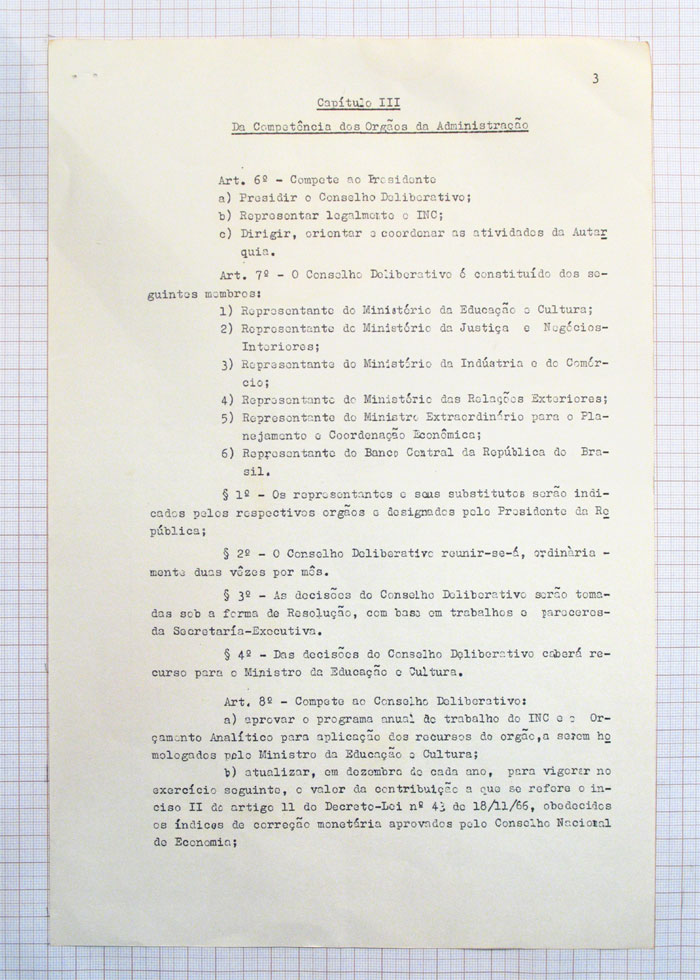 3
Capítulo III
Da Competência dos Orgãos da Administração
Art. 6º - Compete ao Presidente
a) Presidir o Conselho Deliberativo;
b) Representar legalmente o INC;
c) Dirigir, orientar e coordenar as atividades da Autar
quia.
Art. 7º - O Conselho Deliberativo é constituído dos se-
guintes membros:
1) Representante do Ministério da Educação e Cultura;
2) Representante do Ministério da Justiça e Negócios-
Interiores;
3) Representante do Ministério da Indústria e do Comér-
cio;
4) Representante do Ministério das Relações Exteriores;
5) Representante do Ministro Extraordinário para o Pla-
nejamento e Coordenação Econômica;
6) Representante do Banco Central da República do Bra-
sil.
§ 1º - Os representantes e seus substitutos serão indi-
cados pelos respectivos orgãos e designados pelo Presidente da Re
pública;
§ 2º - O Conselho Deliberativo reunir-se-á, ordinària -
mente duas vêzes por mês.
§ 3º - As decisões do Conselho Deliberativo serão toma-
das sob a forma de Resolução, com base em trabalhos e pareceres-
da Secretaría-Executiva.
§ 4º - Das decisões do Conselho Deliberativo caberá re-
curso para o Ministro da Educação e Cultura.
Art. 8º - Compete ao Conselho Deliberativo:
a) aprovar o programa anual de trabalho do INC e o Or-
çamento Analítico para aplicação dos recursos do orgão,a serem ho
mologados pelo Ministro da Educação e Cultura;
b) atualizar, em dezembro de cada ano, para vigorar no
exercício seguinte, o valor da contribuição a que se refere o in-
ciso II do artigo 11 do Decreto-Lei nº 43 de 18/11/66, obedecidos
os índices de correção monetária aprovados pelo Conselho Nacional
de Economia;